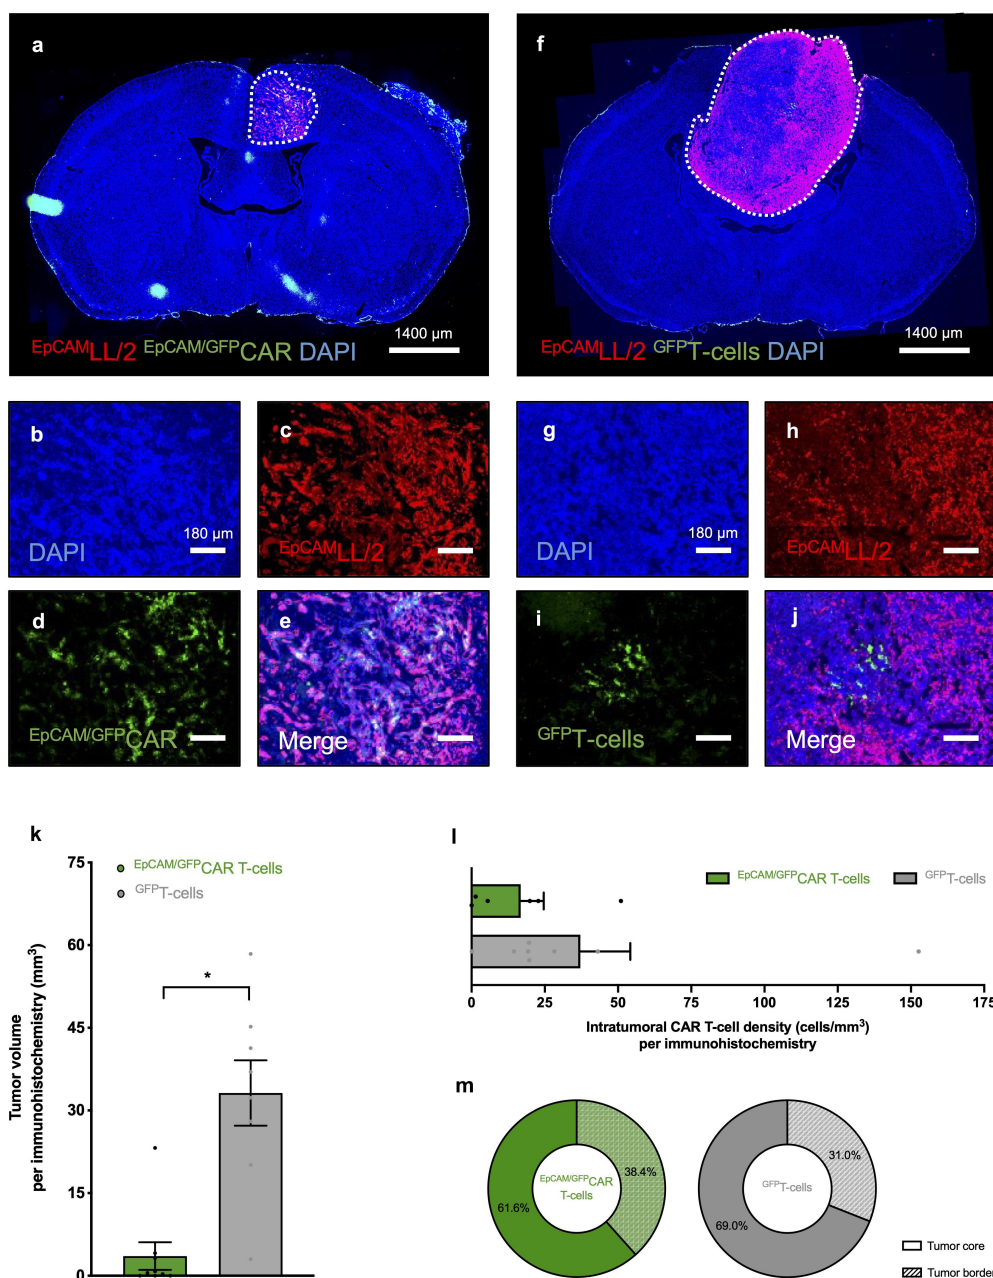 a
EpCAMLL/2 EpCAM/GFPCAR DAPI
1400 µm
f
EpCAMLL/2 GFPT-cells DAPI
1400 µm
b
DAPI
180 µm
c
EpCAMLL/2
g
DAPI
180 µm
h
EpCAMLL/2
d
EpCAM/GFPCAR
e
Merge
i
GFPT-cells
j
Merge
k
EpCAM/GFPCAR T-cells
GFPT-cells
Tumor volume
per immunohistochemistry (mm³)
75
60
45
30
15
0
*
l
EpCAM/GFPCAR T-cells
GFPT-cells
0 25 50 75 100 125 150 175
Intratumoral CAR T-cell density (cells/mm³)
per immunohistochemistry
m
38.4%
61.6%
EpCAM/GFPCAR
T-cells
31.0%
69.0%
GFPT-cells
Tumor core
Tumor border